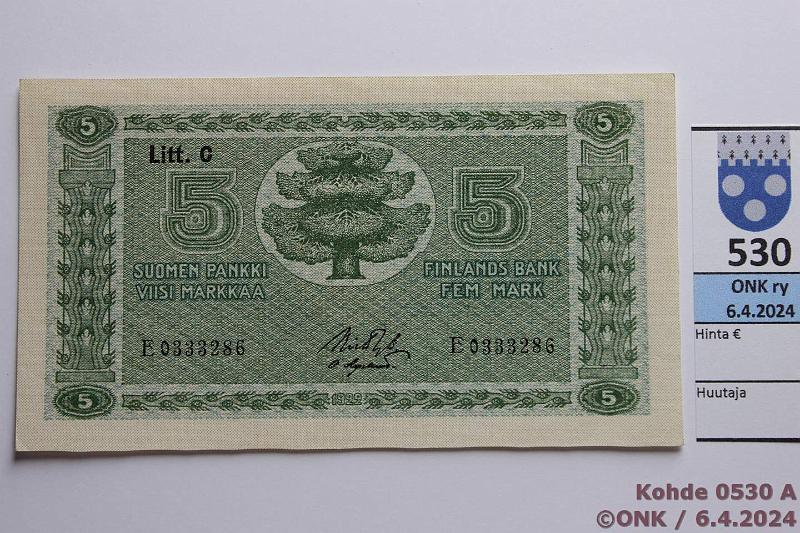 5 5
Litt. C
5 5
SUOMEN PANKKI FINLANDS BANK
VIISI MARKKAA FEM MARK
E 0333286 E 0333286
5 1922 5
530
ONK ry
6.4.2024
Hinta €
Huutaja
Kohde 0530 A
©ONK / 6.4.2024